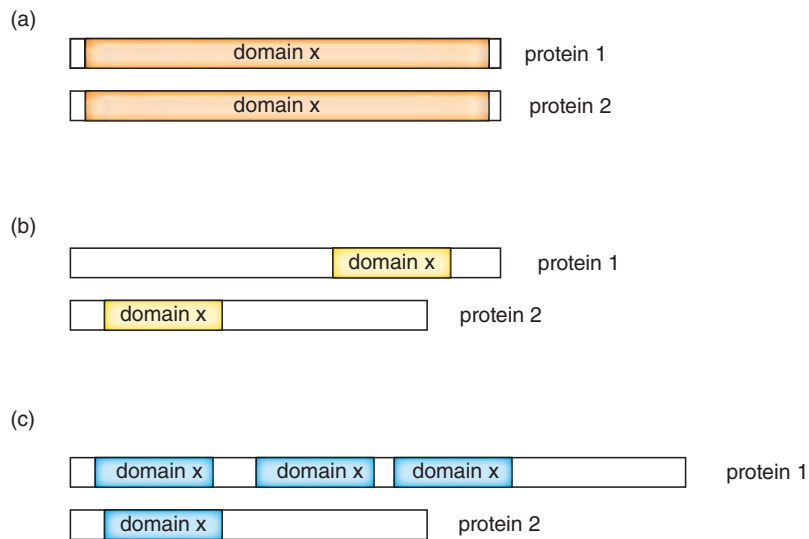 (a)
domain x protein 1
domain x protein 2
(b)
domain x protein 1
domain x protein 2
(c)
domain x domain x domain x protein 1
domain x protein 2